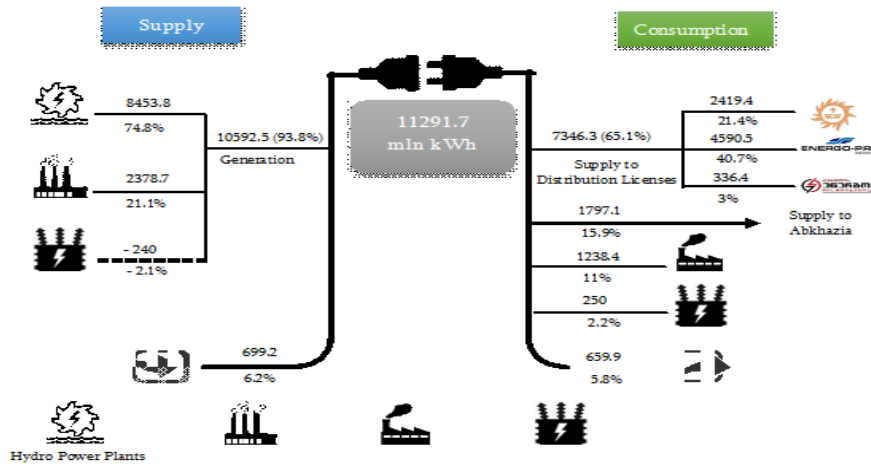 Supply
Consumption
11291.7
mln kWh
8453.8
74.8%
10592.5 (93.8%)
Generation
2378.7
21.1%
- 240
- 2.1%
699.2
6.2%
7346.3 (65.1%)
Supply to
Distribution Licenses
2419.4
21.4%
4590.5
ENERGO-PR
40.7%
336.4
3%
1797.1
15.9%
Supply to
Abkhazia
1238.4
11%
250
2.2%
659.9
5.8%
Hydro Power Plants